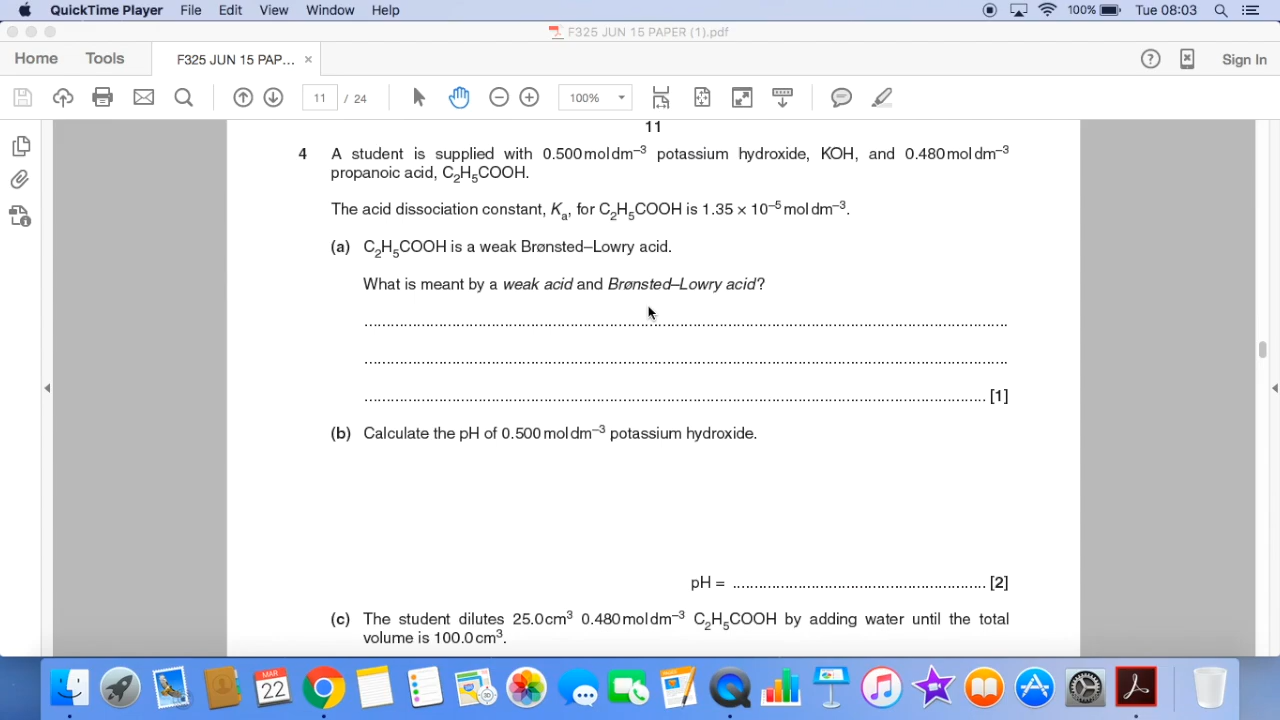 QuickTime Player File Edit View Window Help 100% Tue 08:03
F325 JUN 15 PAPER (1).pdf
Home Tools F325 JUN 15 PAP... × Sign In
11 / 24 100%
11
4 A student is supplied with 0.500 mol dm⁻³ potassium hydroxide, KOH, and 0.480 mol dm⁻³
propanoic acid, C₂H₅COOH.
The acid dissociation constant, Kₐ, for C₂H₅COOH is 1.35 × 10⁻⁵ mol dm⁻³.
(a) C₂H₅COOH is a weak Brønsted–Lowry acid.
What is meant by a weak acid and Brønsted–Lowry acid?
[1]
(b) Calculate the pH of 0.500 mol dm⁻³ potassium hydroxide.
pH = ........................................................ [2]
(c) The student dilutes 25.0 cm³ 0.480 mol dm⁻³ C₂H₅COOH by adding water until the total
volume is 100.0 cm³.
MAR
22